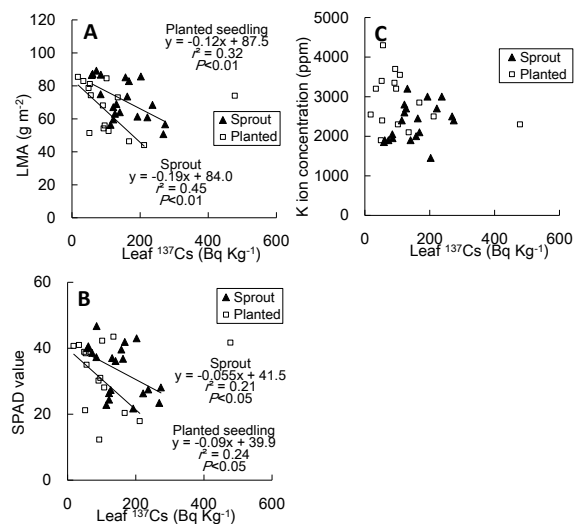 A
Planted seedling
y = -0.12x + 87.5
r² = 0.32
P<0.01
Sprout
y = -0.19x + 84.0
r² = 0.45
P<0.01
LMA (g m⁻²)
120
100
80
60
40
20
0
0 200 400 600
Leaf ¹³⁷Cs (Bq Kg⁻¹)
C
Sprout
Planted
K ion concentration (ppm)
5000
4000
3000
2000
1000
0
0 200 400 600
Leaf ¹³⁷Cs (Bq Kg⁻¹)
B
Sprout
Planted
Sprout
y = -0.055x + 41.5
r² = 0.21
P<0.05
Planted seedling
y = -0.09x + 39.9
r² = 0.24
P<0.05
SPAD value
60
40
20
0
0 200 400 600
Leaf ¹³⁷Cs (Bq Kg⁻¹)